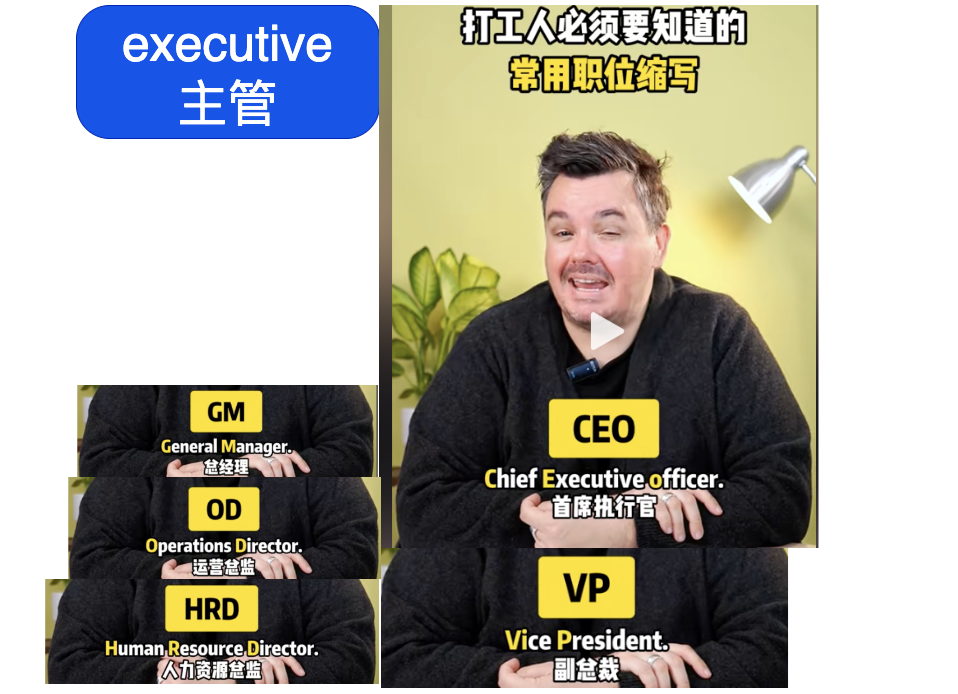 executive
主管
打工人必须要知道的
常用职位缩写
CEO
Chief Executive officer.
首席执行官
GM
General Manager.
总经理
OD
Operations Director.
运营总监
HRD
Human Resource Director.
人力资源总监
VP
Vice President.
副总裁